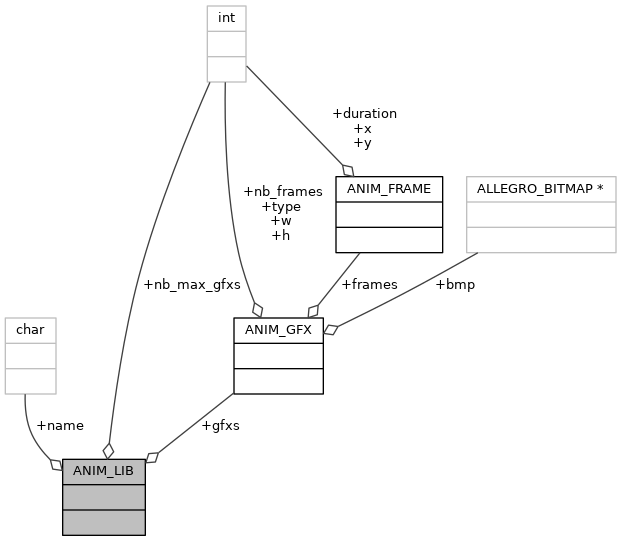 int
+duration
+x
+y
ANIM_FRAME
ALLEGRO_BITMAP *
+nb_frames
+type
+w
+h
+nb_max_gfxs
+frames
+bmp
char
ANIM_GFX
+name
+gfxs
ANIM_LIB